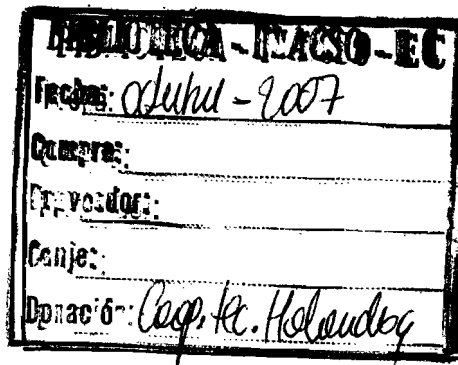 BIBLIOTECA - FLACSO - EC
Fecha: octubre - 2007
Compra:
Proveedor:
Canje:
Donación: Coop. tec. Holandesa